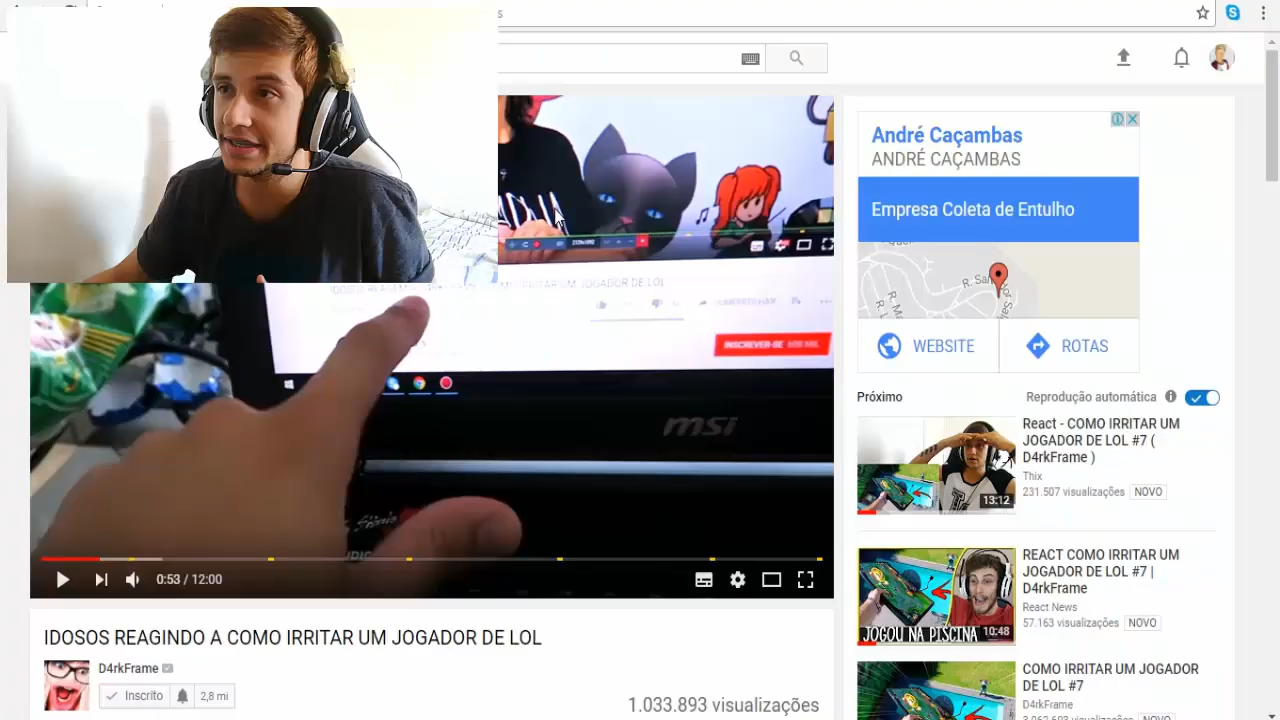 André Caçambas
ANDRÉ CAÇAMBAS
Empresa Coleta de Entulho
R. Sa
WEBSITE
ROTAS
INSCREVER-SE
msi
0:53 / 12:00
Próximo
Reprodução automática
React - COMO IRRITAR UM
JOGADOR DE LOL #7 (
D4rkFrame )
Thix
231.507 visualizações
NOVO
13:12
REACT COMO IRRITAR UM
JOGADOR DE LOL #7 |
D4rkFrame
React News
57.163 visualizações
NOVO
JOGOU NA PISCINA
10:48
COMO IRRITAR UM JOGADOR
DE LOL #7
D4rkFrame
IDOSOS REAGINDO A COMO IRRITAR UM JOGADOR DE LOL
D4rkFrame
Inscrito
2,8 mi
1.033.893 visualizações